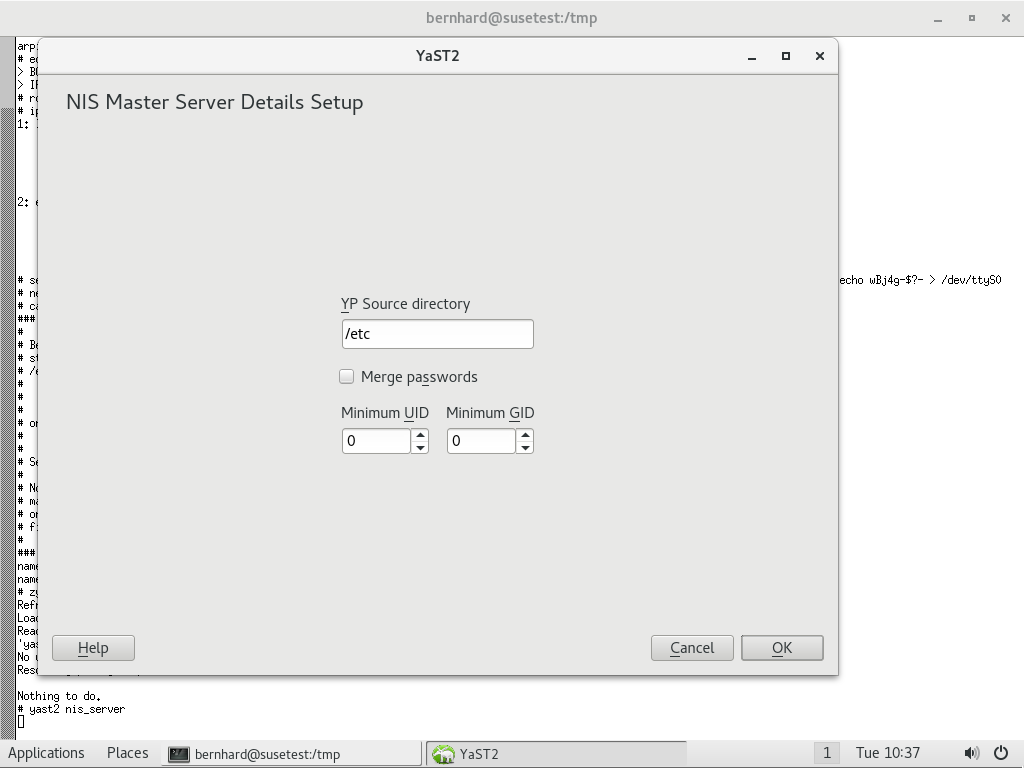 bernhard@susetest:/tmp
YaST2
NIS Master Server Details Setup
1:
2:
echo wBj4g-$?- > /dev/ttyS0
YP Source directory
/etc
Merge passwords
Minimum UID Minimum GID
0 0
###
#
###
Help Cancel OK
Nothing to do.
# yast2 nis_server
Applications Places bernhard@susetest:/tmp YaST2 1 Tue 10:37